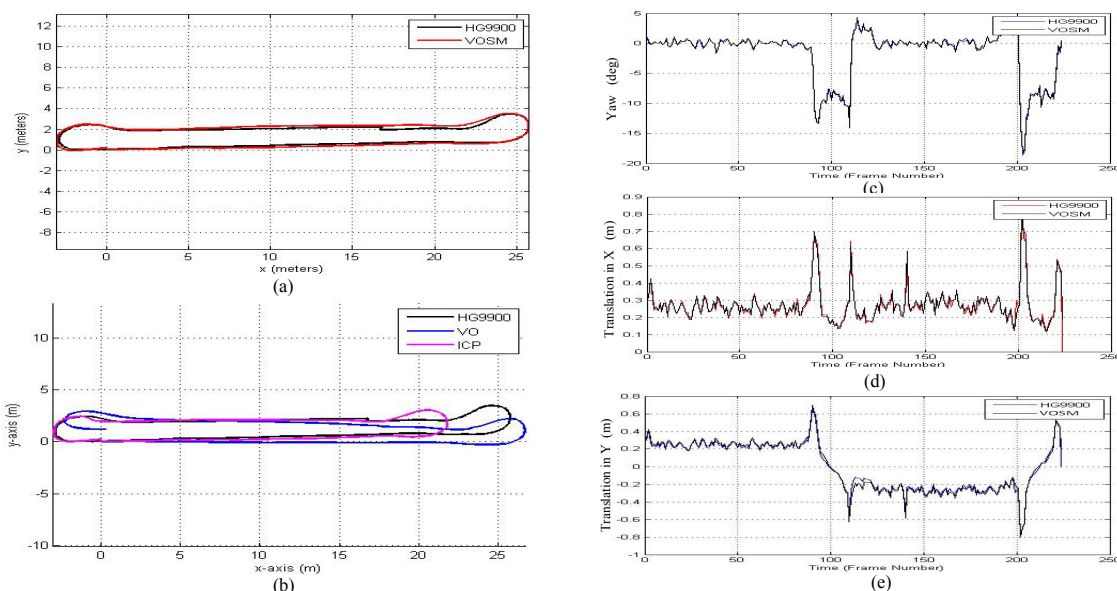 12
10
8
6
4
2
0
-2
-4
-6
-8
y (meters)
HG9900
VOSM
0
5
10
15
20
25
x (meters)
(a)
10
5
0
-5
-10
y-axis (m)
HG9900
VO
ICP
0
5
10
15
20
25
x-axis (m)
(b)
5
0
-5
-10
-15
-20
Yaw (deg)
HG9900
VOSM
0
50
100
150
200
250
(c)
Time (Frame Number)
0.9
0.7
0.6
0.5
0.4
0.3
0.2
0.1
0
Translation in X (m)
HG9900
VOSM
0
50
100
150
200
250
Time (Frame Number)
(d)
0.8
0.6
0.4
0.2
0
-0.2
-0.4
-0.6
-0.8
-1
Translation in Y (m)
HG9900
VOSM
0
50
100
150
200
250
Time (Frame Number)
(e)